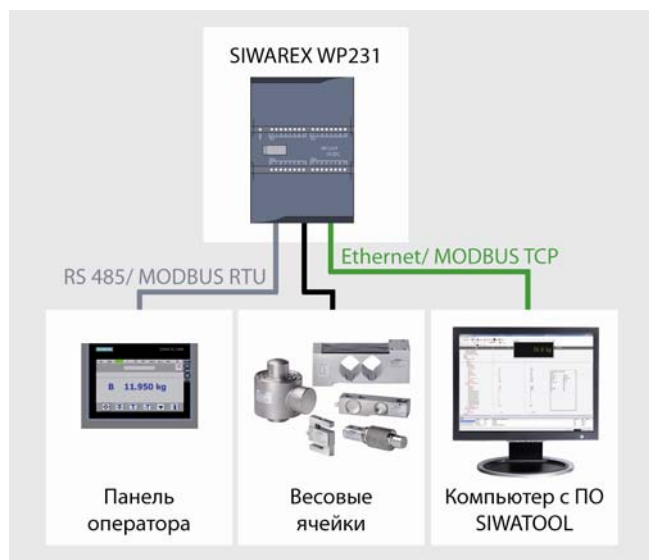 SIWAREX WP231
Ethernet/ MODBUS TCP
RS 485/ MODBUS RTU
SIEMENS
B 11.950 kg
Панель
оператора
Весовые
ячейки
Компьютер с ПО
SIWATOOL